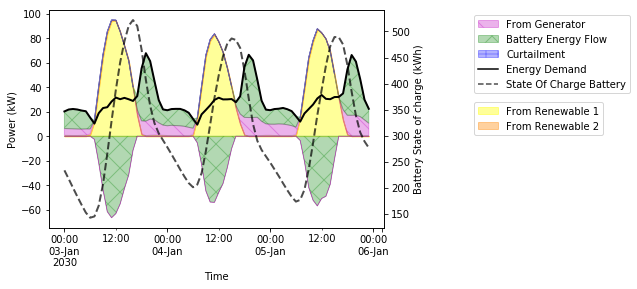 100
80
60
40
20
0
−20
−40
−60
Power (kW)
500
450
400
350
300
250
200
150
Battery State of charge (kWh)
00:00
03-Jan
2030
12:00
00:00
04-Jan
12:00
00:00
05-Jan
12:00
00:00
06-Jan
Time
From Generator
Battery Energy Flow
Curtailment
Energy Demand
State Of Charge Battery
From Renewable 1
From Renewable 2